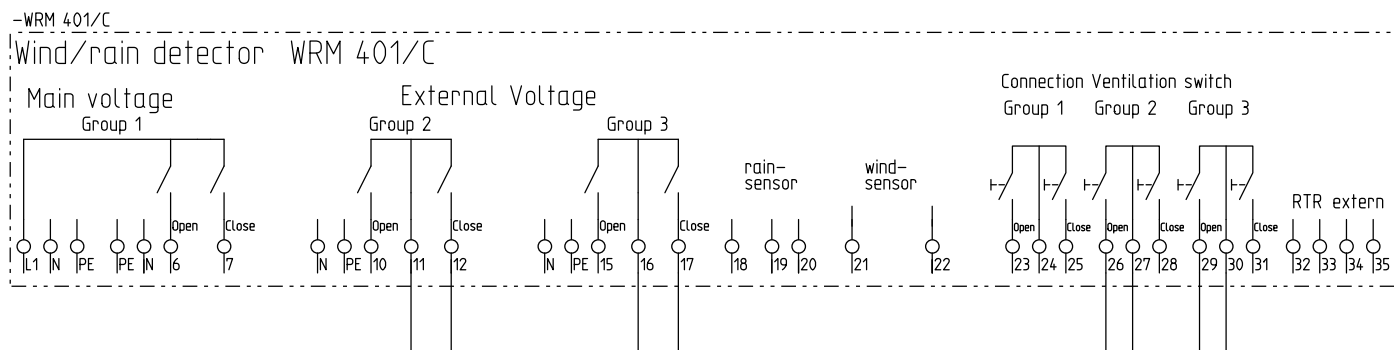 -WRM 401/C
Wind/rain detector WRM 401/C
Main voltage
External Voltage
Connection Ventilation switch
Group 1
Group 2
Group 3
Group 1 Group 2 Group 3
rain-
sensor
wind-
sensor
RTR extern
Open Close
Open Close
Open Close
Open Close
Open Close
Open Close
L1 N PE PE N 6 7
N PE 10 11 12
N PE 15 16 17
18 19 20
21 22
23 24 25
26 27 28
29 30 31
32 33 34 35